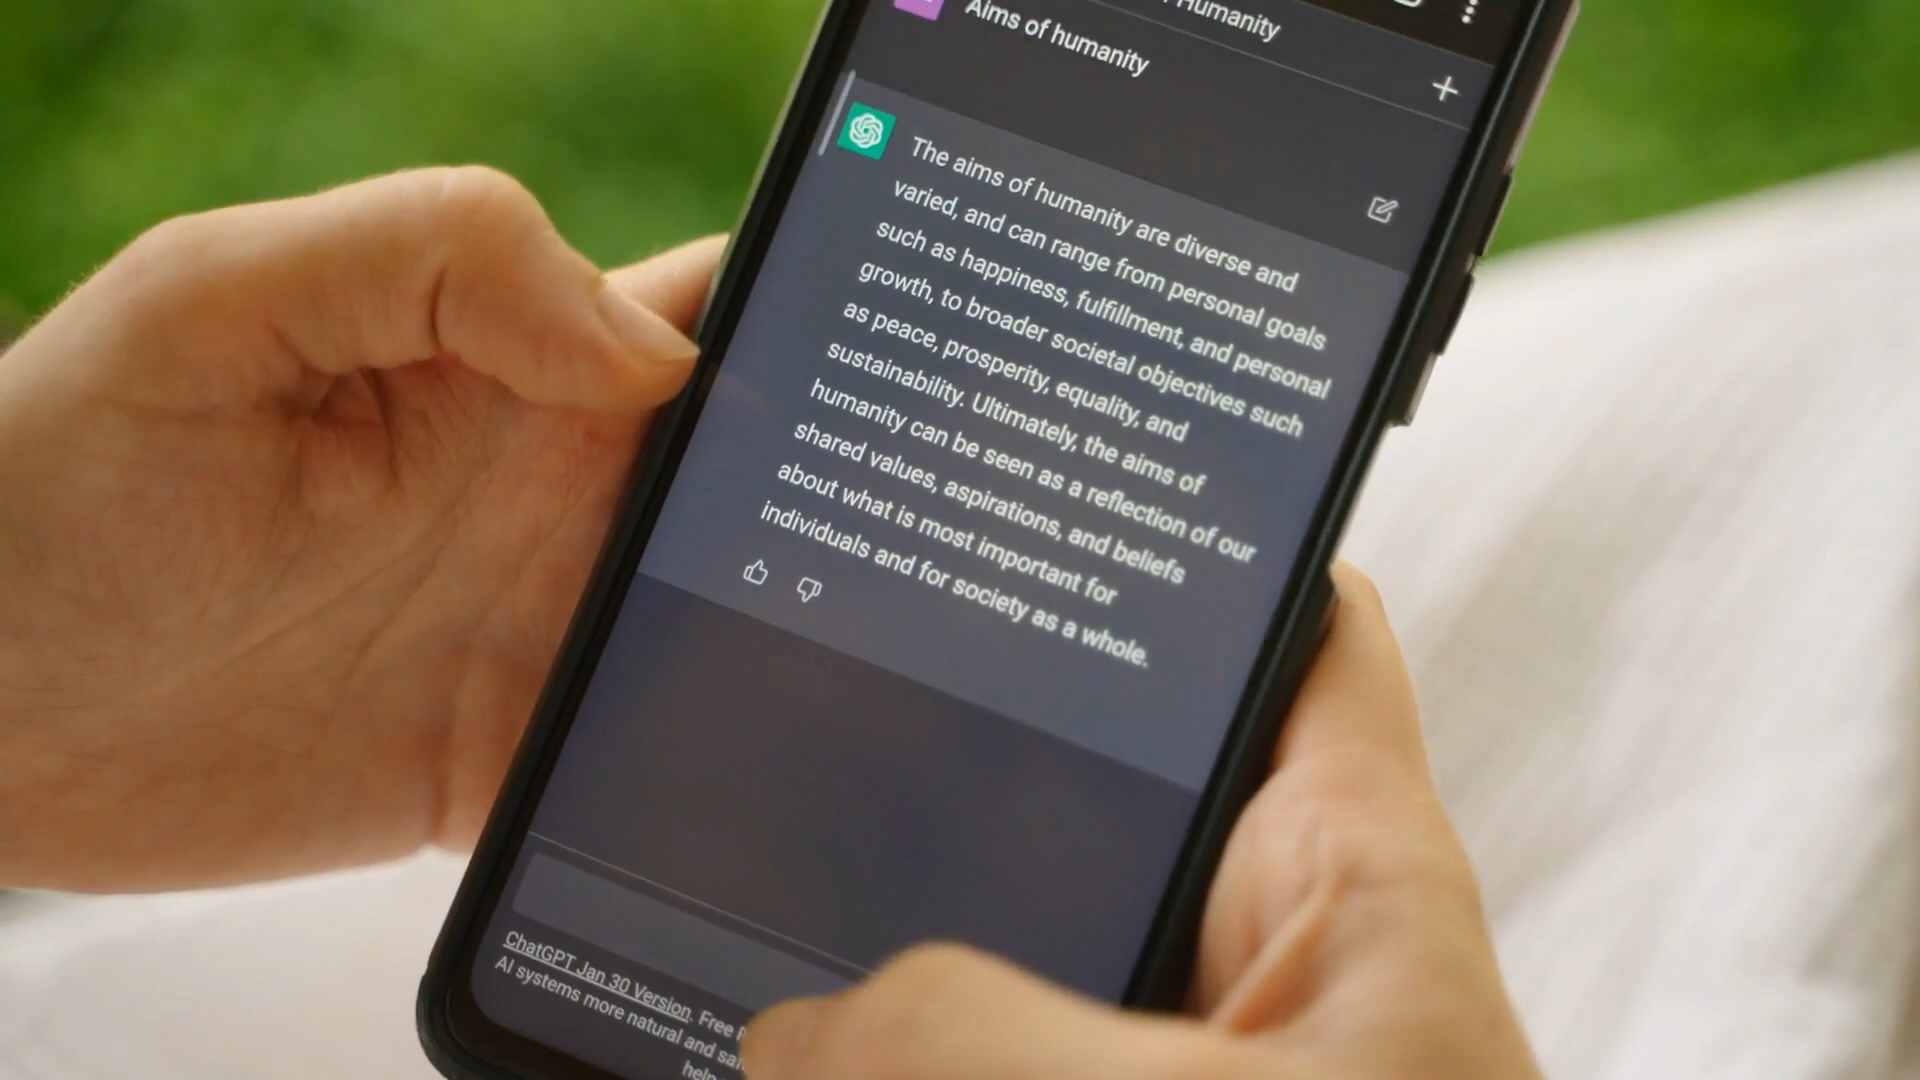 Humanity
Aims of humanity
The aims of humanity are diverse and
varied, and can range from personal goals
such as happiness, fulfillment, and personal
growth, to broader societal objectives such
as peace, prosperity, equality, and
sustainability. Ultimately, the aims of
humanity can be seen as a reflection of our
shared values, aspirations, and beliefs
about what is most important for
individuals and for society as a whole.
ChatGPT Jan 30 Version. Free
AI systems more natural and